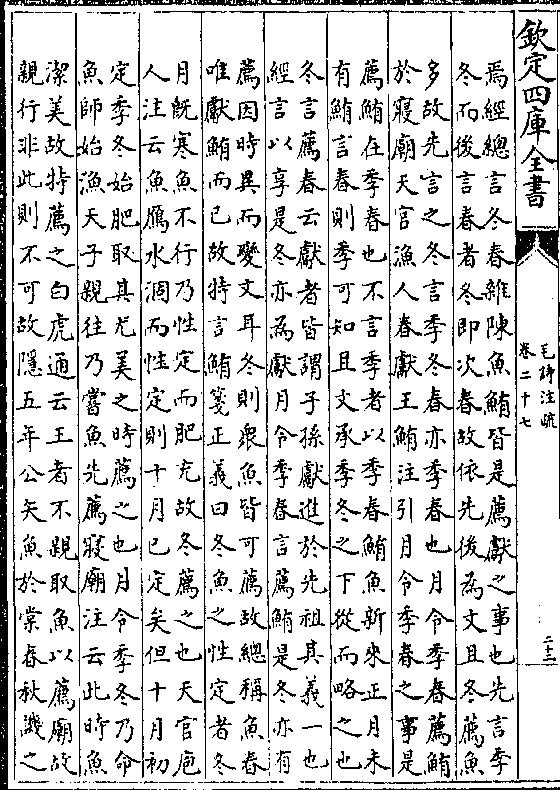 欽定四庫全書
毛詩注疏
卷二十七
二十三
焉經總言冬春雜陳魚鮪皆是薦獻之事也先言季
冬而後言春者冬即次春故依先後為文且冬薦魚
多故先言之冬言季冬春亦季春也月令季春薦鮪
於寢廟天官漁人春獻王鮪注引月令季春之事是
薦鮪在季春也不言季者以季春鮪魚新來正月未
有鮪言春則季可知且文承季冬之下從而略之也
冬言薦春云獻者皆謂子孫獻進於先祖其義一也
經言以享是冬亦為獻月令季春言薦鮪是冬亦有
薦因時異而變文耳冬則衆魚皆可薦故總稱魚春
唯獻鮪而已故特言鮪箋正義曰冬魚之性定者冬
月既寒魚不行乃性定而肥充故冬薦之也天官庖
人注云魚鴈水涸而性定則十月已定矣但十月初
定季冬始肥取其尤美之時薦之也月令季冬乃命
魚師始漁天子親往乃嘗魚先薦寢廟注云此時魚
潔美故特薦之白虎通云王者不親取魚以薦廟故
親行非此則不可故隱五年公矢魚於棠春秋譏之